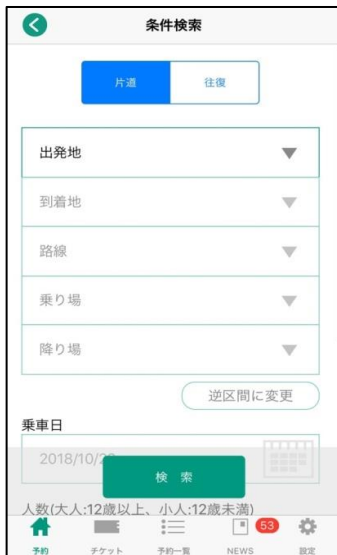 条件検索
片道 往復
出発地
到着地
路線
乗り場
降り場
逆区間に変更
乗車日
2018/10/2
検 索
人数(大人:12歳以上、小人:12歳未満)
53
予約 チケット 予約一覧 NEWS 設定